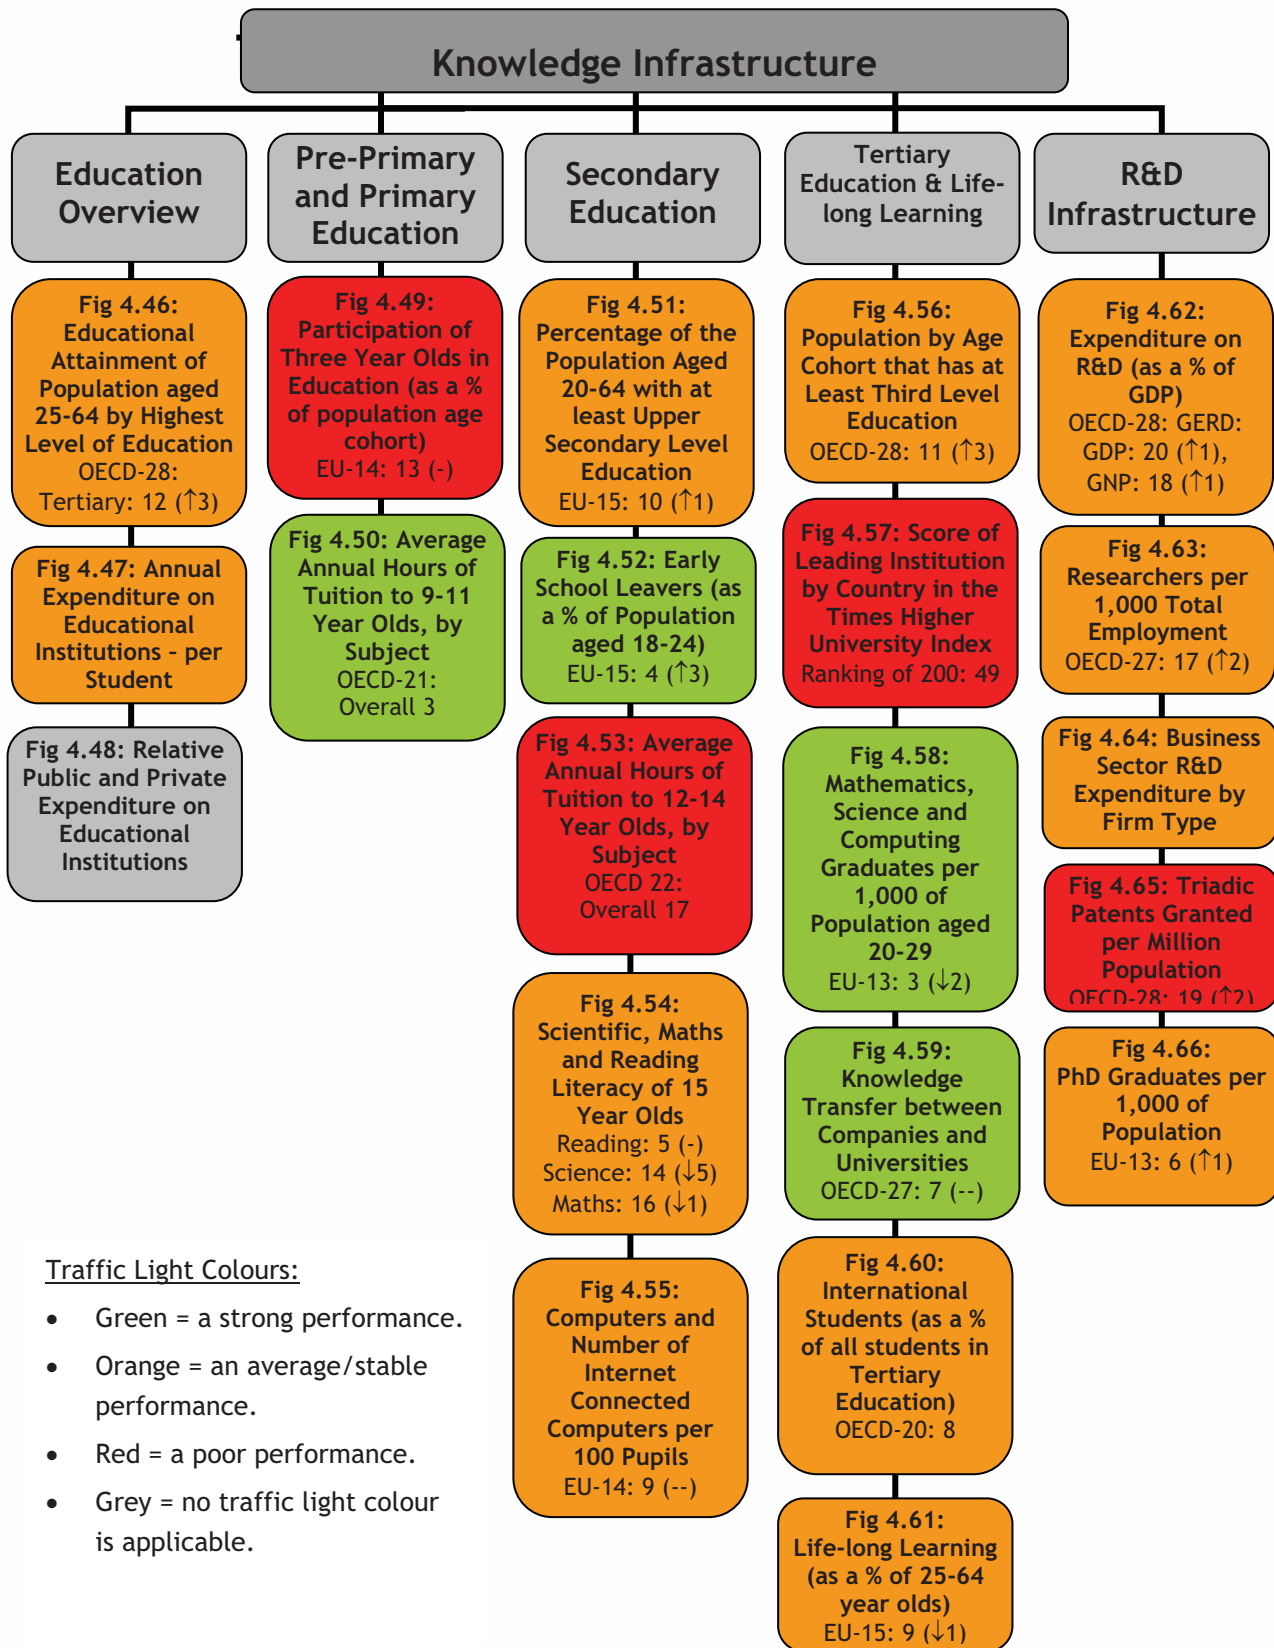 Knowledge Infrastructure
Education
Overview
Fig 4.46:
Educational
Attainment of
Population aged
25-64 by Highest
Level of Education
OECD-28:
Tertiary: 12 (↑3)
Fig 4.47: Annual
Expenditure on
Educational
Institutions - per
Student
Fig 4.48: Relative
Public and Private
Expenditure on
Educational
Institutions
Pre-Primary
and Primary
Education
Fig 4.49:
Participation of
Three Year Olds in
Education (as a %
of population age
cohort)
EU-14: 13 (-)
Fig 4.50: Average
Annual Hours of
Tuition to 9-11
Year Olds, by
Subject
OECD-21:
Overall 3
Secondary
Education
Fig 4.51:
Percentage of the
Population Aged
20-64 with at
least Upper
Secondary Level
Education
EU-15: 10 (↑1)
Fig 4.52: Early
School Leavers (as
a % of Population
aged 18-24)
EU-15: 4 (↑3)
Fig 4.53: Average
Annual Hours of
Tuition to 12-14
Year Olds, by
Subject
OECD 22:
Overall 17
Fig 4.54:
Scientific, Maths
and Reading
Literacy of 15
Year Olds
Reading: 5 (-)
Science: 14 (↓5)
Maths: 16 (↓1)
Fig 4.55:
Computers and
Number of
Internet
Connected
Computers per
100 Pupils
EU-14: 9 (--)
Tertiary
Education & Life-
long Learning
Fig 4.56:
Population by Age
Cohort that has at
Least Third Level
Education
OECD-28: 11 (↑3)
Fig 4.57: Score of
Leading Institution
by Country in the
Times Higher
University Index
Ranking of 200: 49
Fig 4.58:
Mathematics,
Science and
Computing
Graduates per
1,000 of
Population aged
20-29
EU-13: 3 (↓2)
Fig 4.59:
Knowledge
Transfer between
Companies and
Universities
OECD-27: 7 (--)
Fig 4.60:
International
Students (as a %
of all students in
Tertiary
Education)
OECD-20: 8
Fig 4.61:
Life-long Learning
(as a % of 25-64
year olds)
EU-15: 9 (↓1)
R&D
Infrastructure
Fig 4.62:
Expenditure on
R&D (as a % of
GDP)
OECD-28: GERD:
GDP: 20 (↑1),
GNP: 18 (↑1)
Fig 4.63:
Researchers per
1,000 Total
Employment
OECD-27: 17 (↑2)
Fig 4.64: Business
Sector R&D
Expenditure by
Firm Type
Fig 4.65: Triadic
Patents Granted
per Million
Population
OECD-28: 19 (↑2)
Fig 4.66:
PhD Graduates per
1,000 of
Population
EU-13: 6 (↑1)
Traffic Light Colours:
• Green = a strong performance.
• Orange = an average/stable
performance.
• Red = a poor performance.
• Grey = no traffic light colour
is applicable.